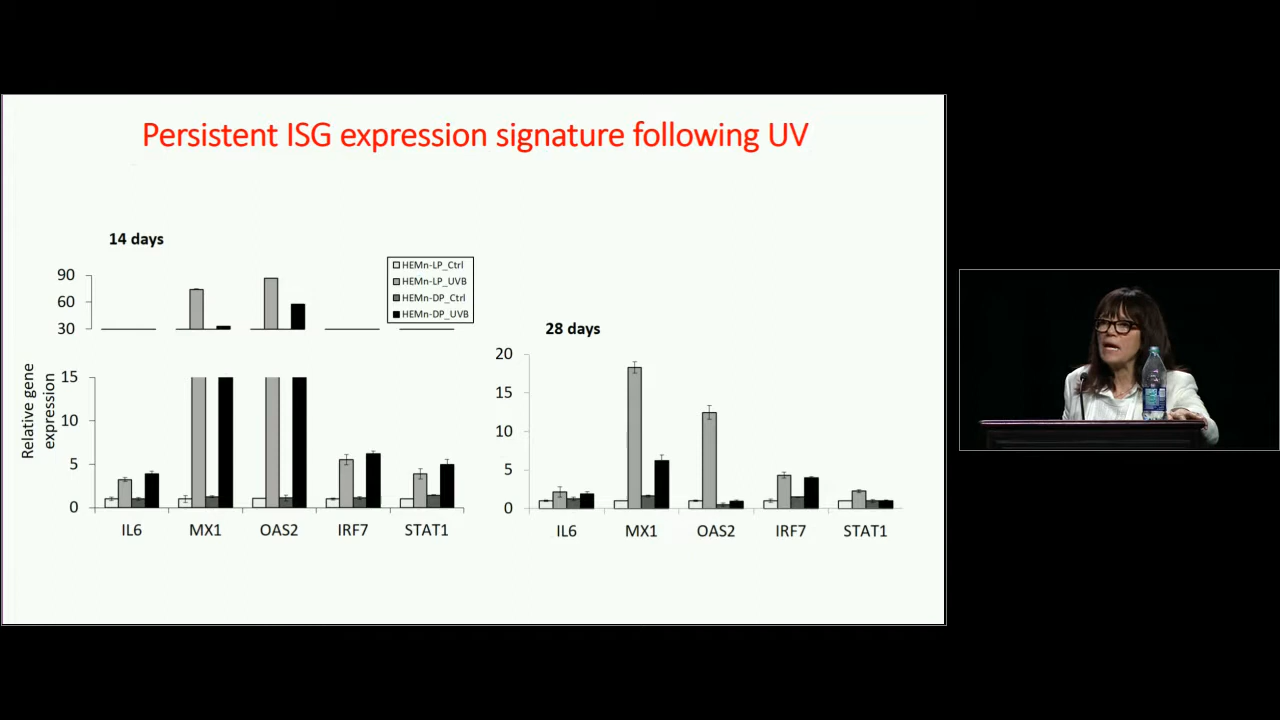 Persistent ISG expression signature following UV
14 days
90
60
30
HEMn-LP_Ctrl
HEMn-LP_UVB
HEMn-DP_Ctrl
HEMn-DP_UVB
Relative gene
expression
15
10
5
0
IL6 MX1 OAS2 IRF7 STAT1
28 days
20
15
10
5
0
IL6 MX1 OAS2 IRF7 STAT1